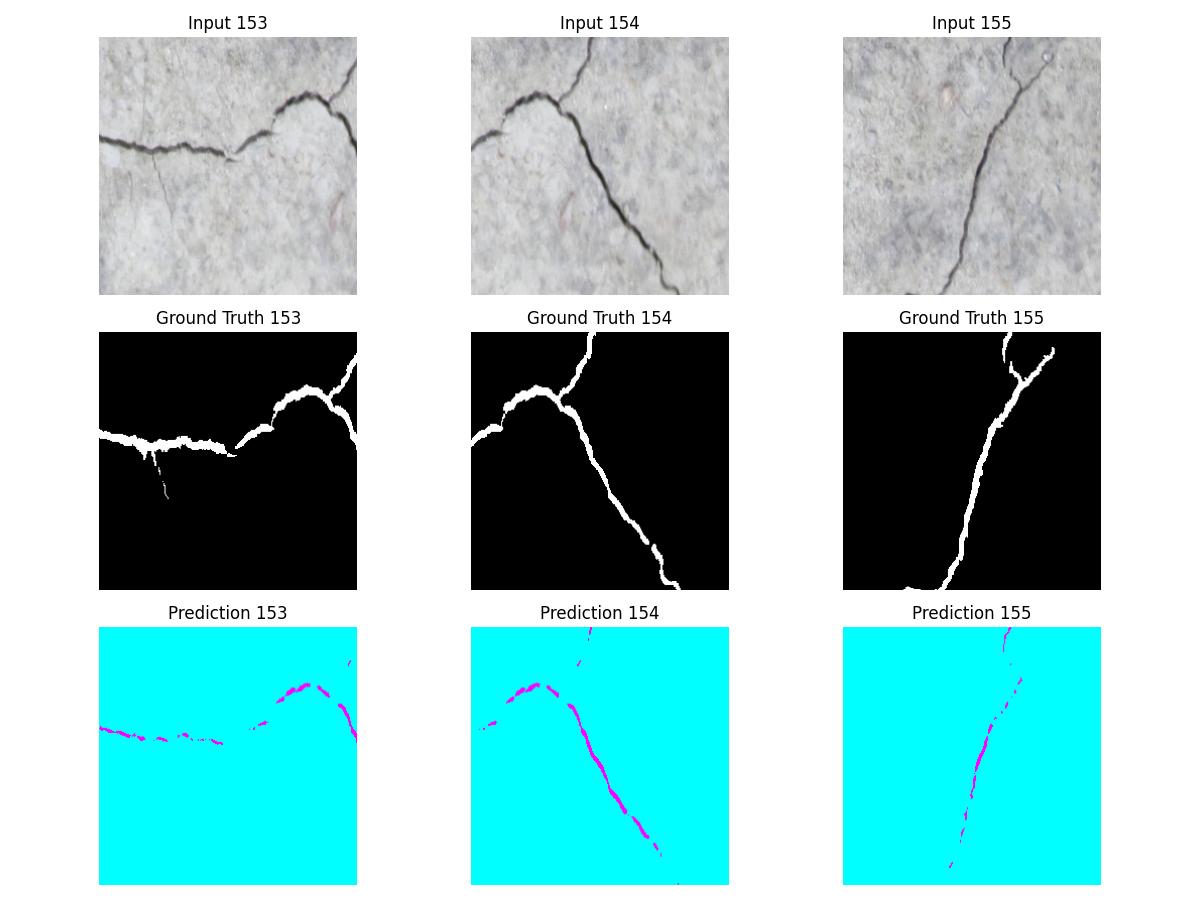 Input 153
Input 154
Input 155
Ground Truth 153
Ground Truth 154
Ground Truth 155
Prediction 153
Prediction 154
Prediction 155